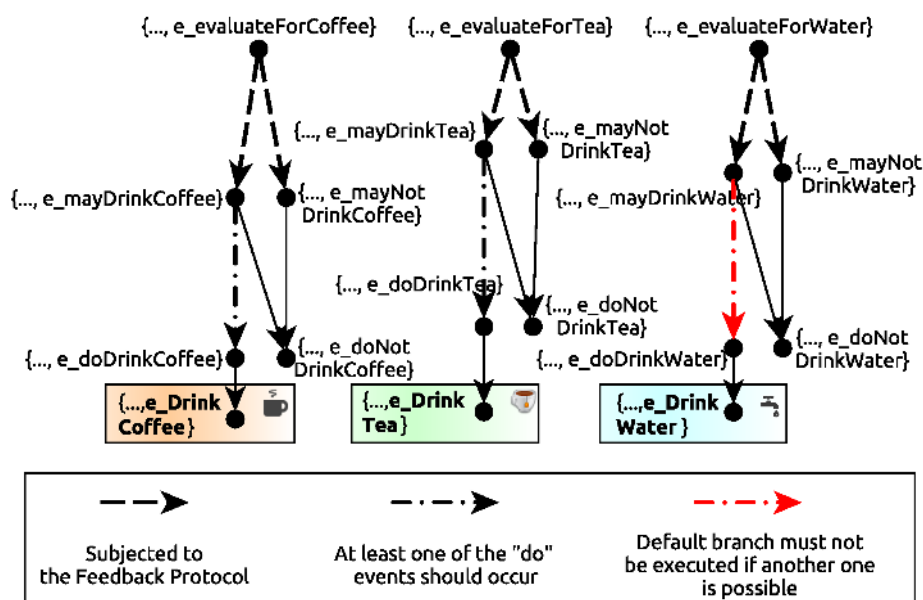 {..., e_evaluateForCoffee}
{..., e_evaluateForTea}
{..., e_evaluateForWater}
{..., e_mayDrinkTea}
{..., e_mayNot
DrinkTea}
{..., e_mayNot
DrinkWater}
{..., e_mayDrinkCoffee}
{..., e_mayNot
DrinkCoffee}
{..., e_mayDrinkWater}
{..., e_doDrinkTea}
{..., e_doNot
DrinkTea}
{..., e_doDrinkCoffee}
{..., e_doNot
DrinkCoffee}
{..., e_doDrinkWater}
{..., e_doNot
DrinkWater}
{...,e_Drink
Coffee}
{...,e_Drink
Tea}
{...,e_Drink
Water }
Subjected to
the Feedback Protocol
At least one of the "do"
events should occur
Default branch must not
be executed if another one
is possible